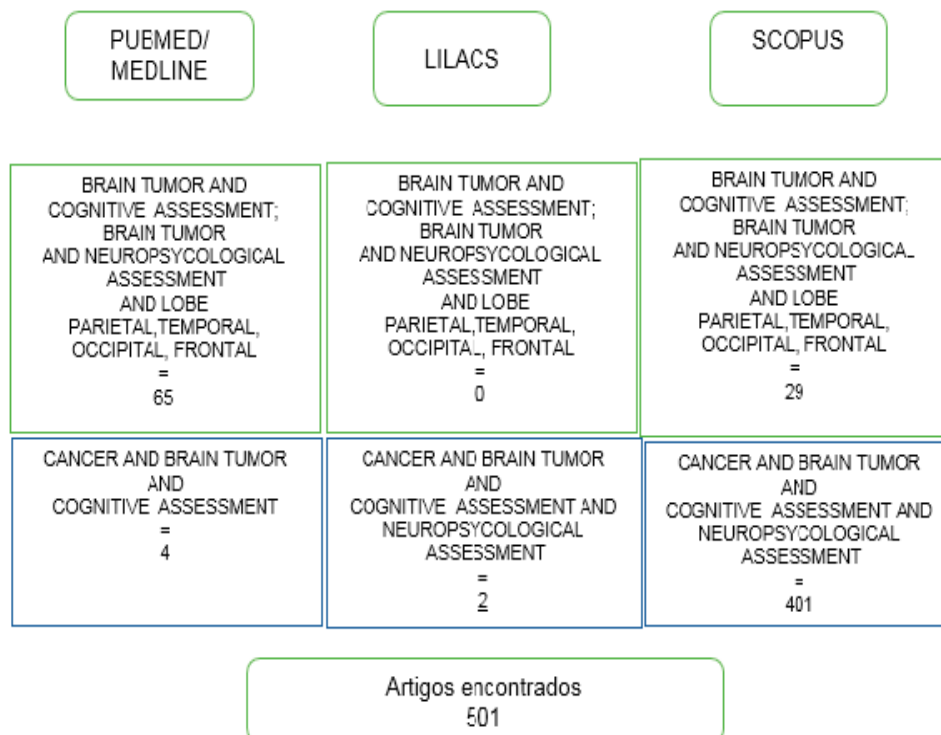 PUBMED/
MEDLINE
LILACS
SCOPUS
BRAIN TUMOR AND
COGNITIVE ASSESSMENT;
BRAIN TUMOR
AND NEUROPSYCOLOGICAL
ASSESSMENT
AND LOBE
PARIETAL,TEMPORAL,
OCCIPITAL, FRONTAL
=
65
BRAIN TUMOR AND
COGNITIVE ASSESSMENT;
BRAIN TUMOR
AND NEUROPSYCOLOGICAL
ASSESSMENT
AND LOBE
PARIETAL,TEMPORAL,
OCCIPITAL, FRONTAL
=
0
BRAIN TUMOR AND
COGNITIVE ASSESSMENT;
BRAIN TUMOR
AND NEUROPSYCOLOGICAL
ASSESSMENT
AND LOBE
PARIETAL,TEMPORAL,
OCCIPITAL, FRONTAL
=
29
CANCER AND BRAIN TUMOR
AND
COGNITIVE ASSESSMENT
=
4
CANCER AND BRAIN TUMOR
AND
COGNITIVE ASSESSMENT AND
NEUROPSYCOLOGICAL
ASSESSMENT
=
2
CANCER AND BRAIN TUMOR
AND
COGNITIVE ASSESSMENT AND
NEUROPSYCOLOGICAL
ASSESSMENT
=
401
Artigos encontrados
501